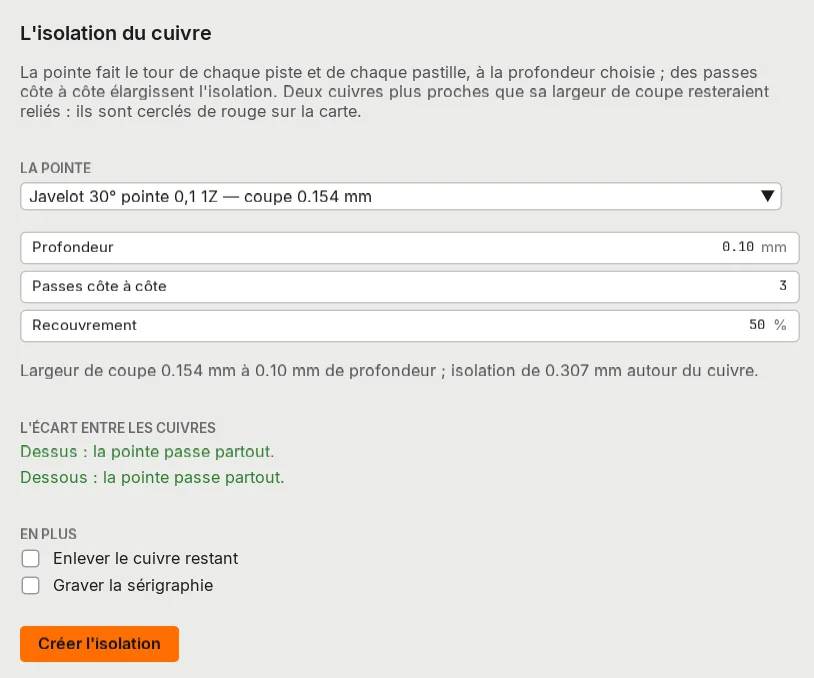 L'isolation du cuivre
La pointe fait le tour de chaque piste et de chaque pastille, à la profondeur choisie ; des passes
côte à côte élargissent l'isolation. Deux cuivres plus proches que sa largeur de coupe resteraient
reliés : ils sont cerclés de rouge sur la carte.
LA POINTE
Javelot 30° pointe 0,1 1Z — coupe 0.154 mm
Profondeur 0.10 mm
Passes côte à côte 3
Recouvrement 50 %
Largeur de coupe 0.154 mm à 0.10 mm de profondeur ; isolation de 0.307 mm autour du cuivre.
L'ÉCART ENTRE LES CUIVRES
Dessus : la pointe passe partout.
Dessous : la pointe passe partout.
EN PLUS
Enlever le cuivre restant
Graver la sérigraphie
Créer l'isolation